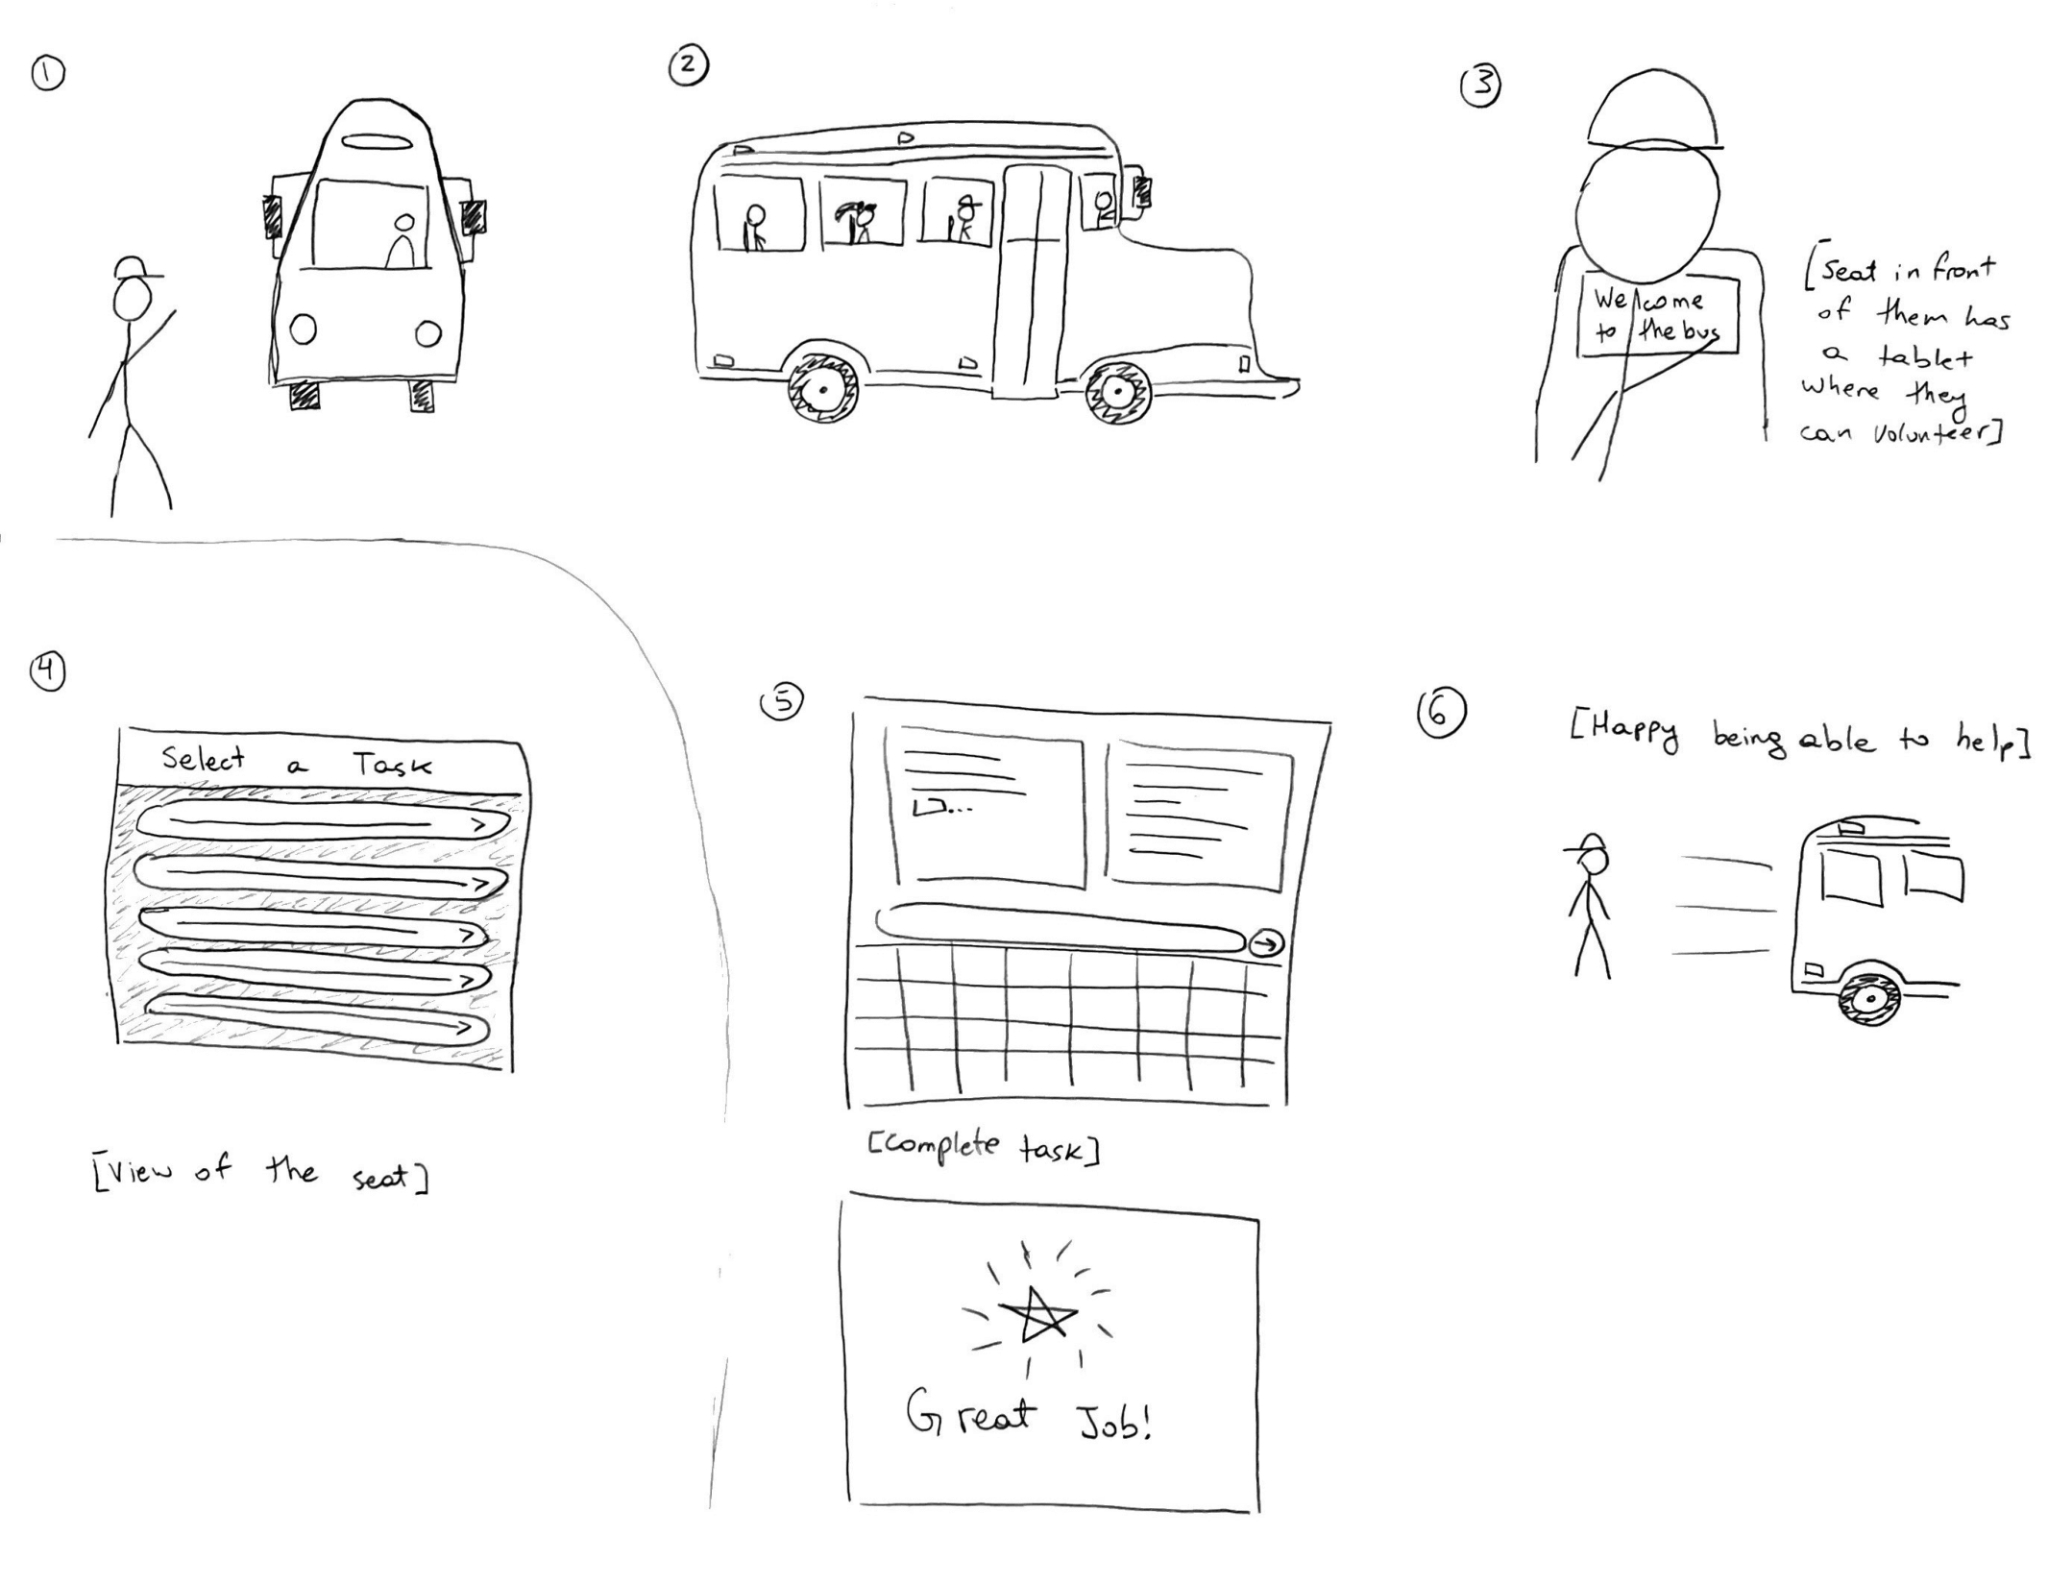 1
2
3
Welcome
to the bus
[Seat in front
of them has
a tablet
where they
can volunteer]
4
Select a Task
[View of the seat]
5
[Complete task]
Great Job!
6
[Happy being able to help]